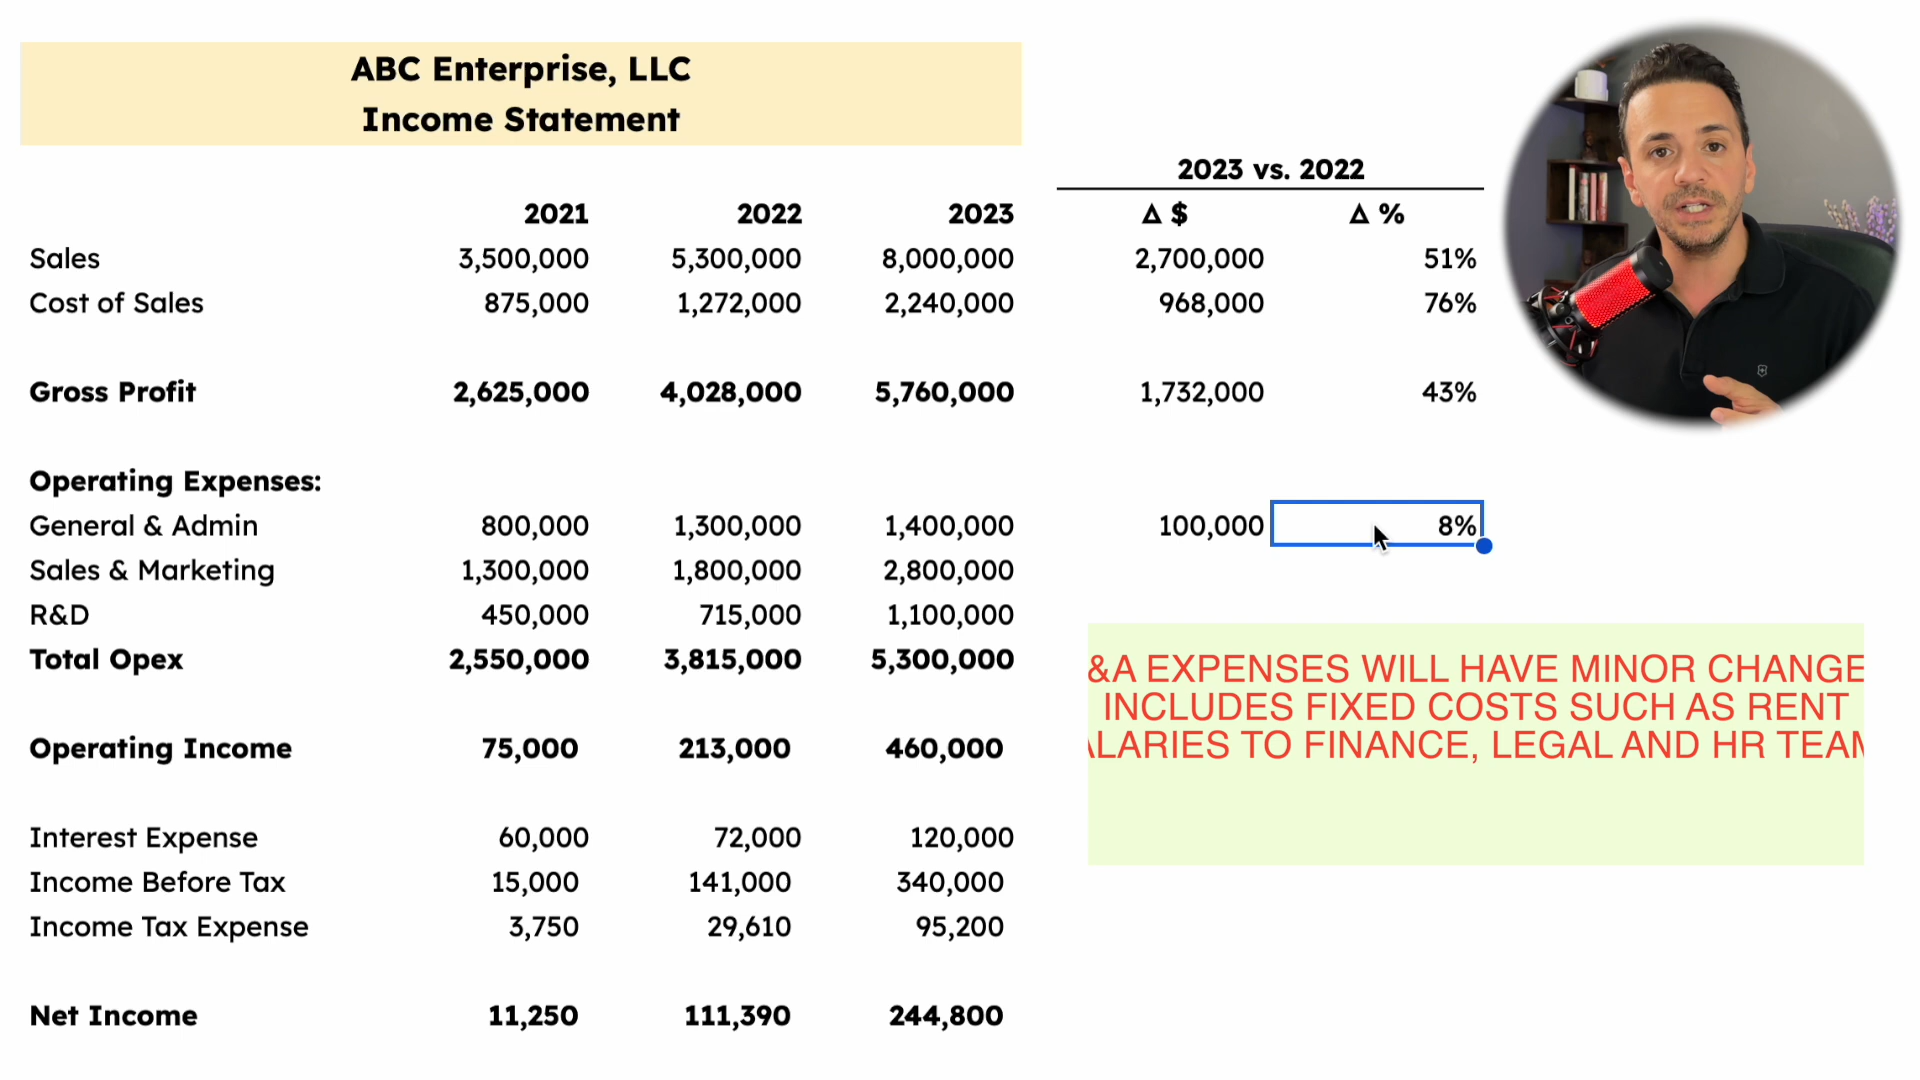 ABC Enterprise, LLC
Income Statement
2023 vs. 2022
2021 2022 2023 Δ $ Δ %
Sales 3,500,000 5,300,000 8,000,000 2,700,000 51%
Cost of Sales 875,000 1,272,000 2,240,000 968,000 76%
Gross Profit 2,625,000 4,028,000 5,760,000 1,732,000 43%
Operating Expenses:
General & Admin 800,000 1,300,000 1,400,000 100,000 8%
Sales & Marketing 1,300,000 1,800,000 2,800,000
R&D 450,000 715,000 1,100,000
Total Opex 2,550,000 3,815,000 5,300,000
&A EXPENSES WILL HAVE MINOR CHANGE
INCLUDES FIXED COSTS SUCH AS RENT
ALARIES TO FINANCE, LEGAL AND HR TEAM
Operating Income 75,000 213,000 460,000
Interest Expense 60,000 72,000 120,000
Income Before Tax 15,000 141,000 340,000
Income Tax Expense 3,750 29,610 95,200
Net Income 11,250 111,390 244,800